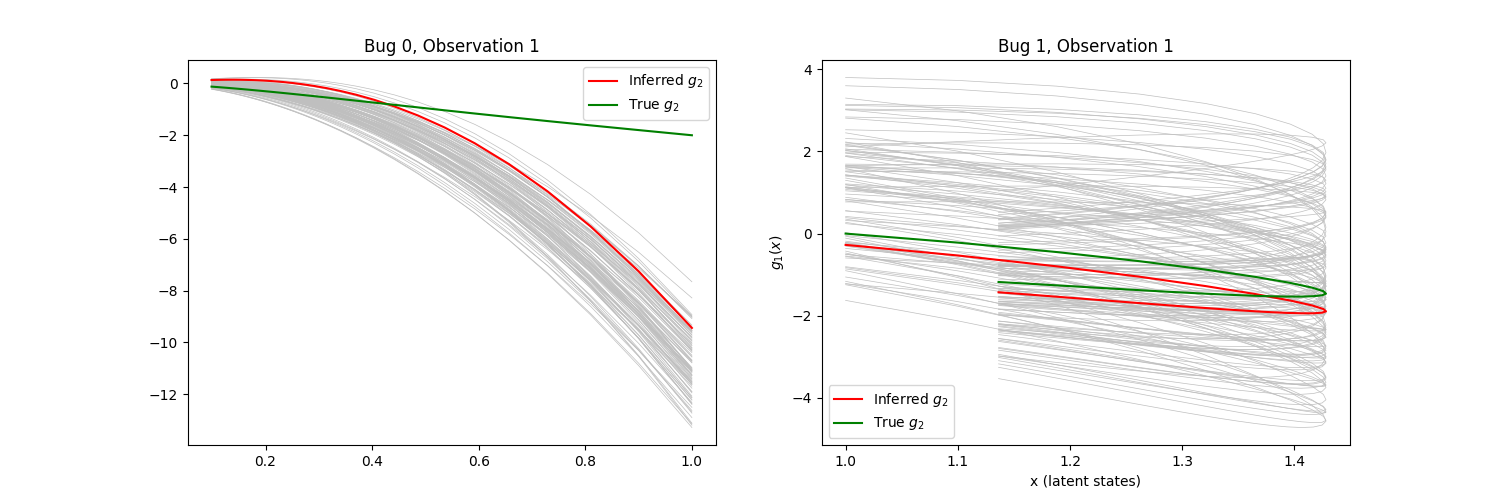 Bug 0, Observation 1
0
−2
−4
−6
−8
−10
−12
0.2
0.4
0.6
0.8
1.0
Inferred g₂
True g₂
Bug 1, Observation 1
g₁(x)
4
2
0
−2
−4
1.0
1.1
1.2
1.3
1.4
x (latent states)
Inferred g₂
True g₂